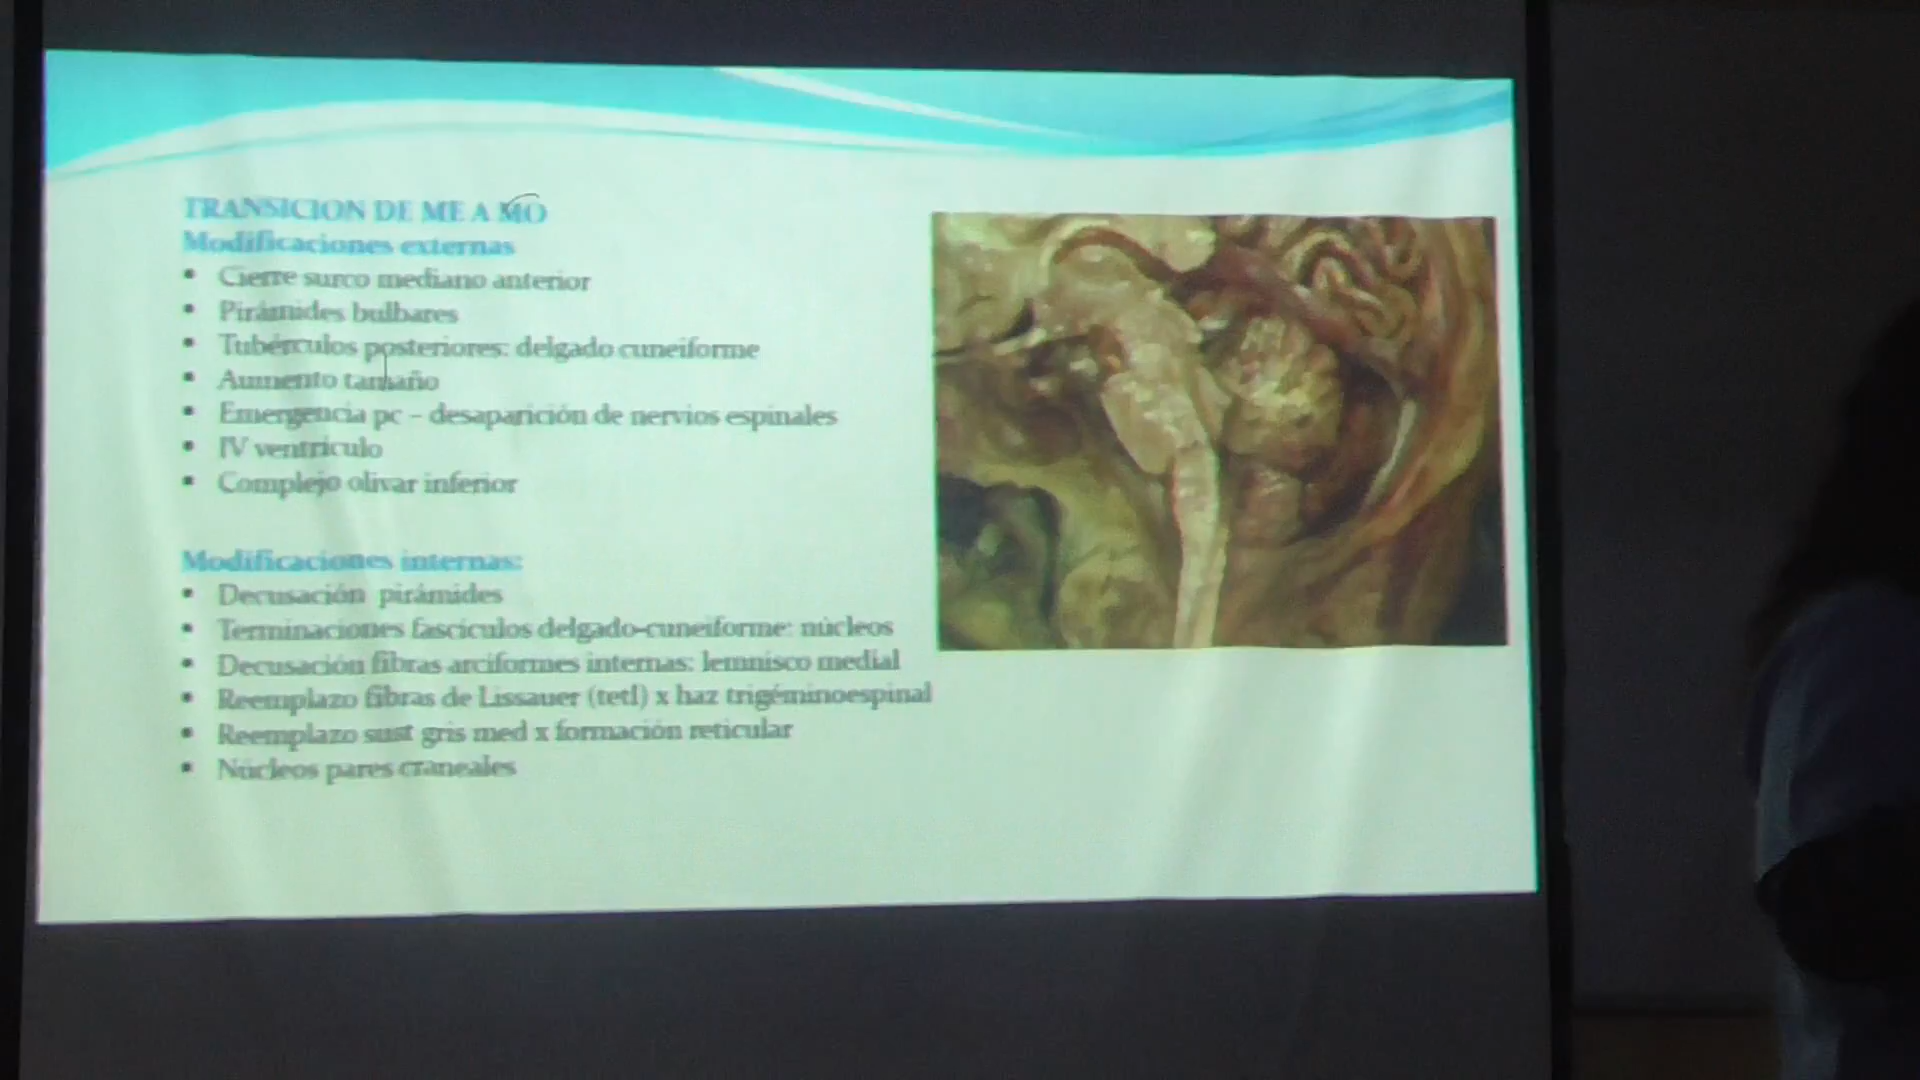 TRANSICION DE ME A MO
Modificaciones externas
• Cierre surco mediano anterior
• Pirámides bulbares
• Tubérculos posteriores: delgado cuneiforme
• Aumento tamaño
• Emergencia pc – desaparición de nervios espinales
• IV ventrículo
• Complejo olivar inferior
Modificaciones internas:
• Decusación pirámides
• Terminaciones fascículos delgado-cuneiforme: núcleos
• Decusación fibras arciformes internas: lemnisco medial
• Reemplazo fibras de Lissauer (tetl) x haz trigéminoespinal
• Reemplazo sust gris med x formación reticular
• Núcleos pares craneales